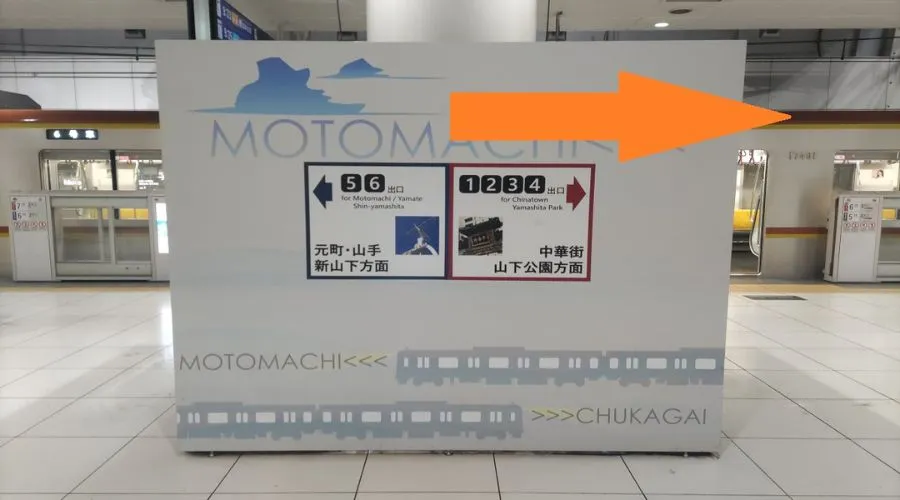 MOTOMACHI
5 6 出口
for Motomachi / Yamate
Shin-yamashita
元町・山手
新山下方面
1 2 3 4 出口
for Chinatown
Yamashita Park
中華街
山下公園方面
MOTOMACHI<<<
>>>CHUKAGAI